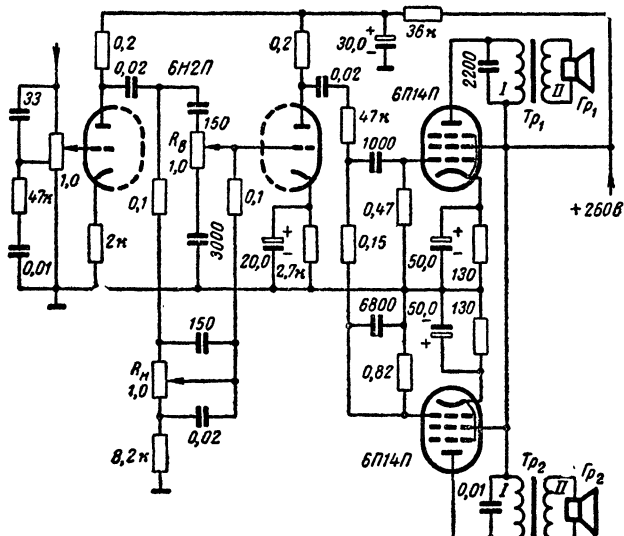 36к
0,2
0,2
30,0
0,02
6Н2П
0,02
2200
I
II
Гр₁
Тр₁
6П14П
33
150
47к
1000
Rв
1,0
1,0
47к
0,1
0,1
0,47
+260В
0,01
2к
3000
20,0
2,7к
0,15
50,0
130
150
6800
50,0
130
Rн
1,0
0,82
0,02
8,2к
6П14П
Тр₂
Гр₂
0,01
I
II